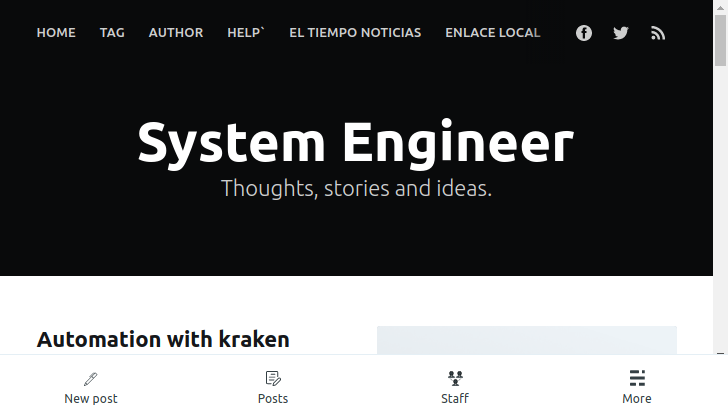 HOME TAG AUTHOR HELP` EL TIEMPO NOTICIAS ENLACE LOCAL
System Engineer
Thoughts, stories and ideas.
Automation with kraken
New post Posts Staff More